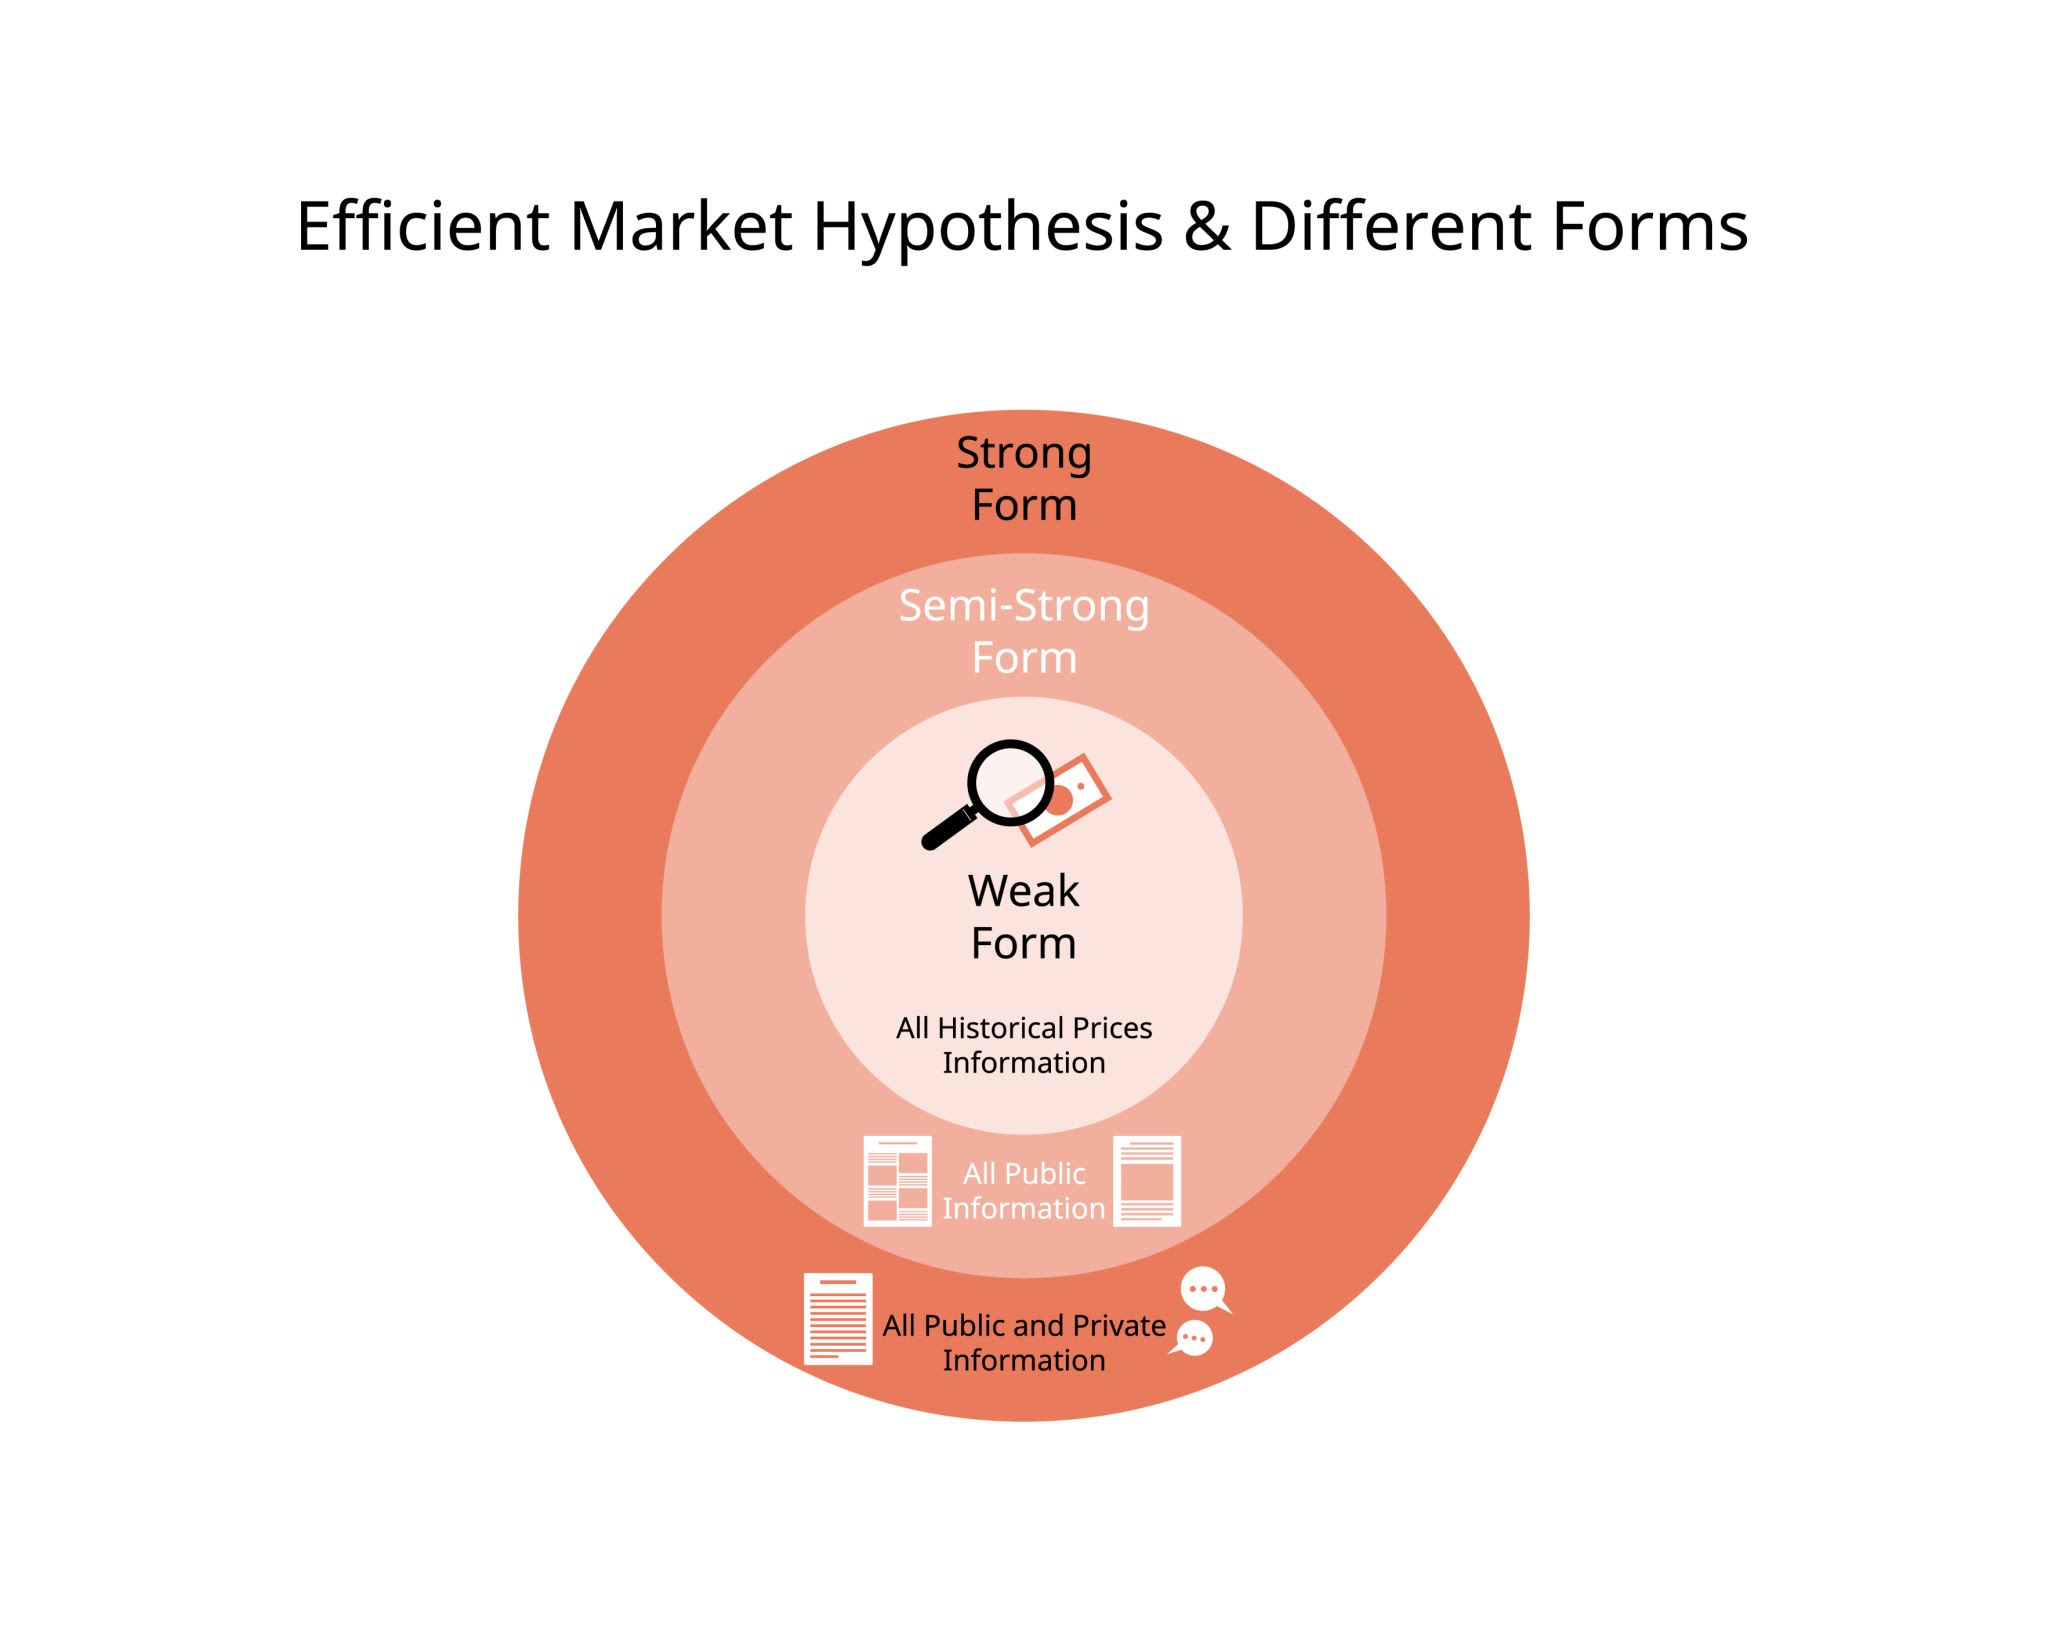 Efficient Market Hypothesis & Different Forms
Strong
Form
Semi-Strong
Form
Weak
Form
All Historical Prices
Information
All Public
Information
All Public and Private
Information